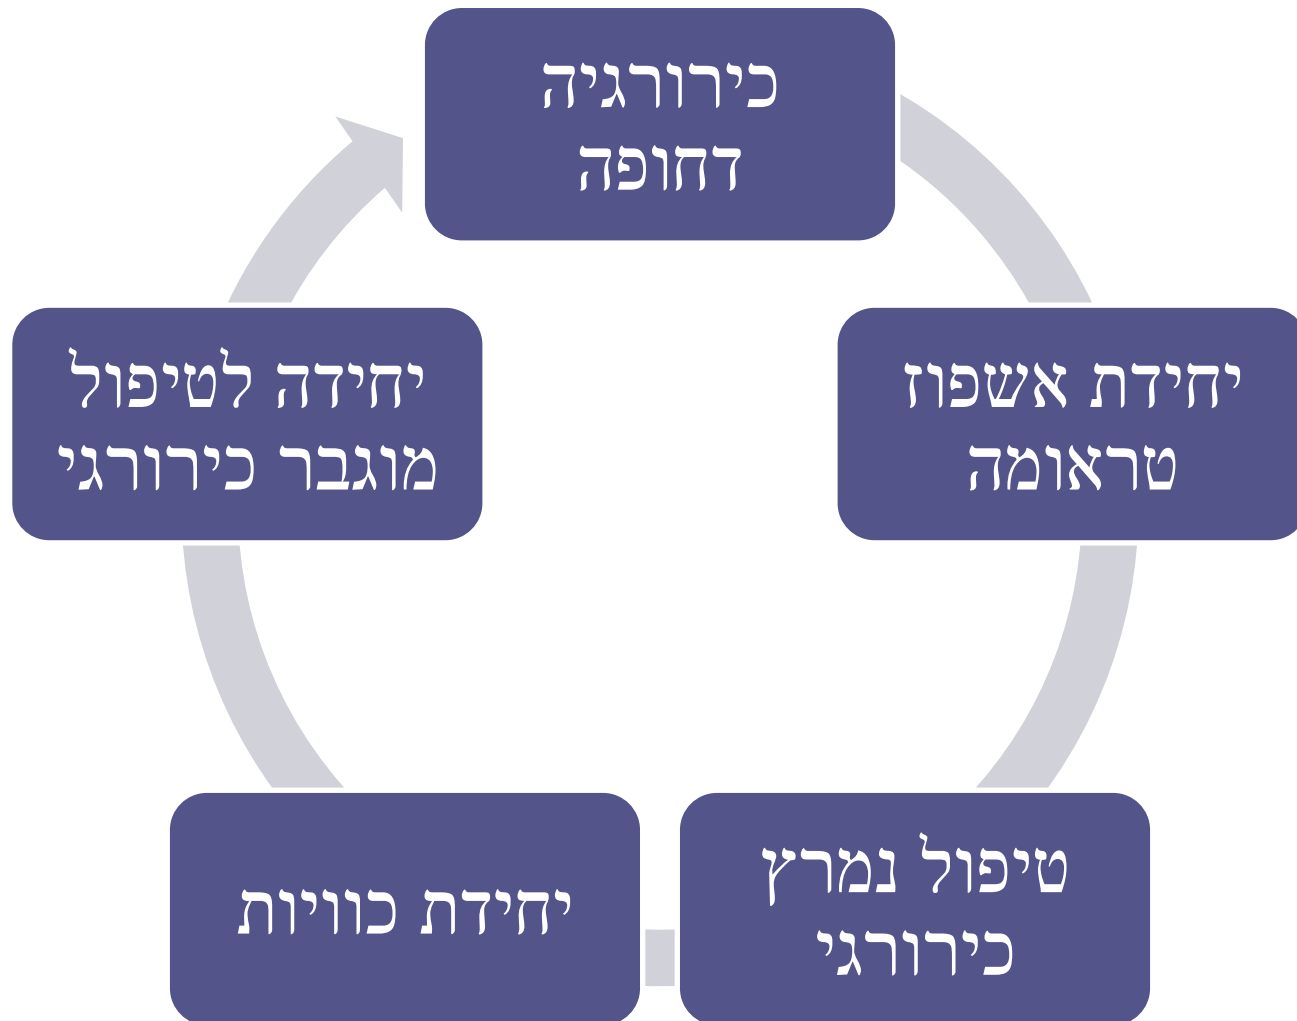 כירורגיה
דחופה
יחידת אשפוז
טראומה
טיפול נמרץ
כירורגי
יחידת כוויות
יחידה לטיפול
מוגבר כירורגי